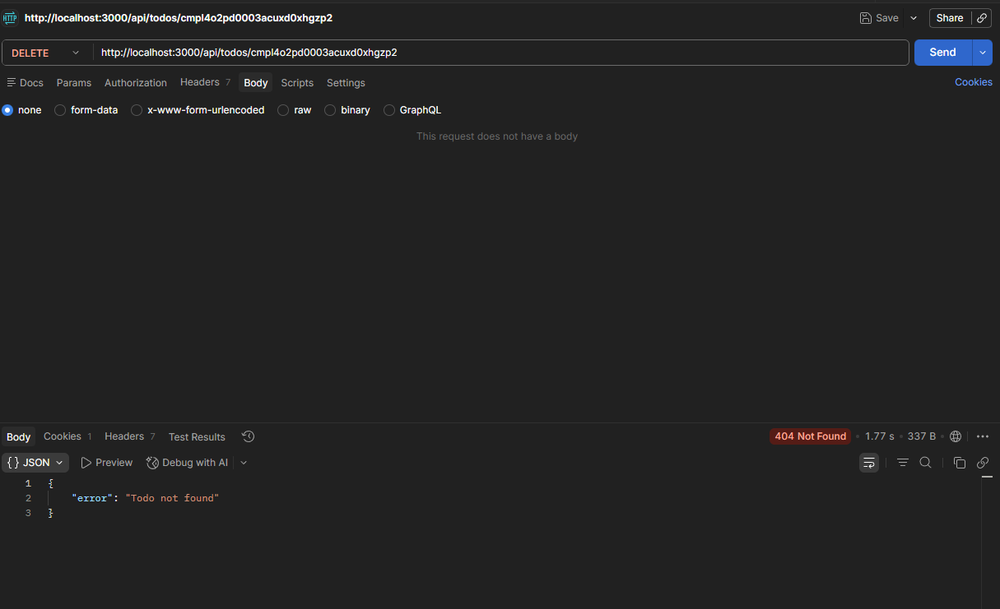 HTTP http://localhost:3000/api/todos/cmpl4o2pd0003acuxd0xhgzp2 Save Share
DELETE http://localhost:3000/api/todos/cmpl4o2pd0003acuxd0xhgzp2 Send
Docs Params Authorization Headers 7 Body Scripts Settings Cookies
none form-data x-www-form-urlencoded raw binary GraphQL
This request does not have a body
Body Cookies 1 Headers 7 Test Results 404 Not Found • 1.77 s • 337 B •
{} JSON Preview Debug with AI
1 {
2 "error": "Todo not found"
3 }